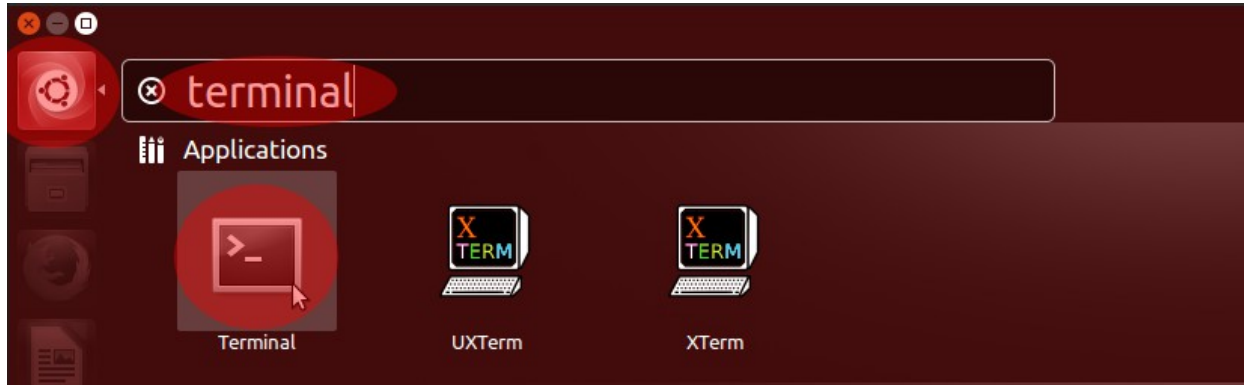 terminal
Applications
>_
X
TERM
X
TERM
Terminal
UXTerm
XTerm